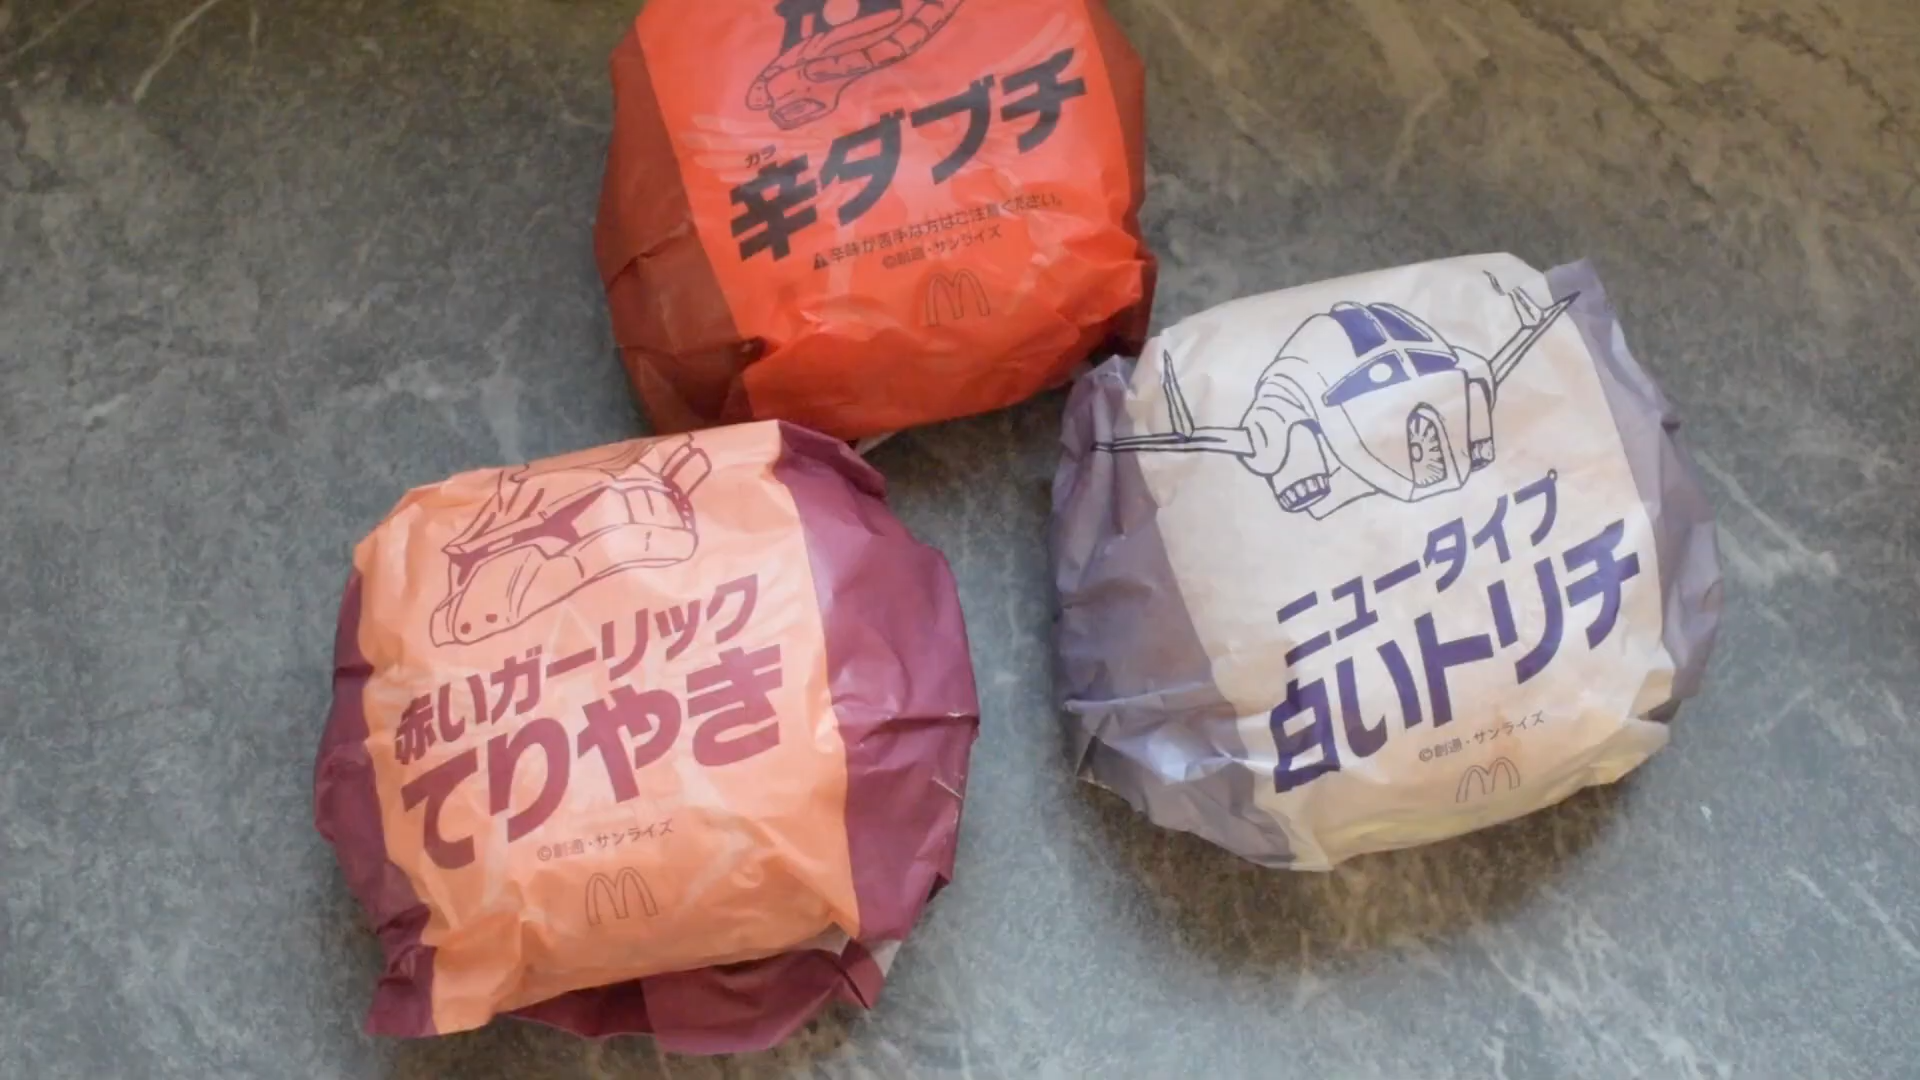 カラ
辛ダブチ
⚠辛味が苦手な方はご注意ください。
©創通・サンライズ
ニュータイプ
白いトリチ
©創通・サンライズ
赤いガーリック
てりやき
©創通・サンライズ